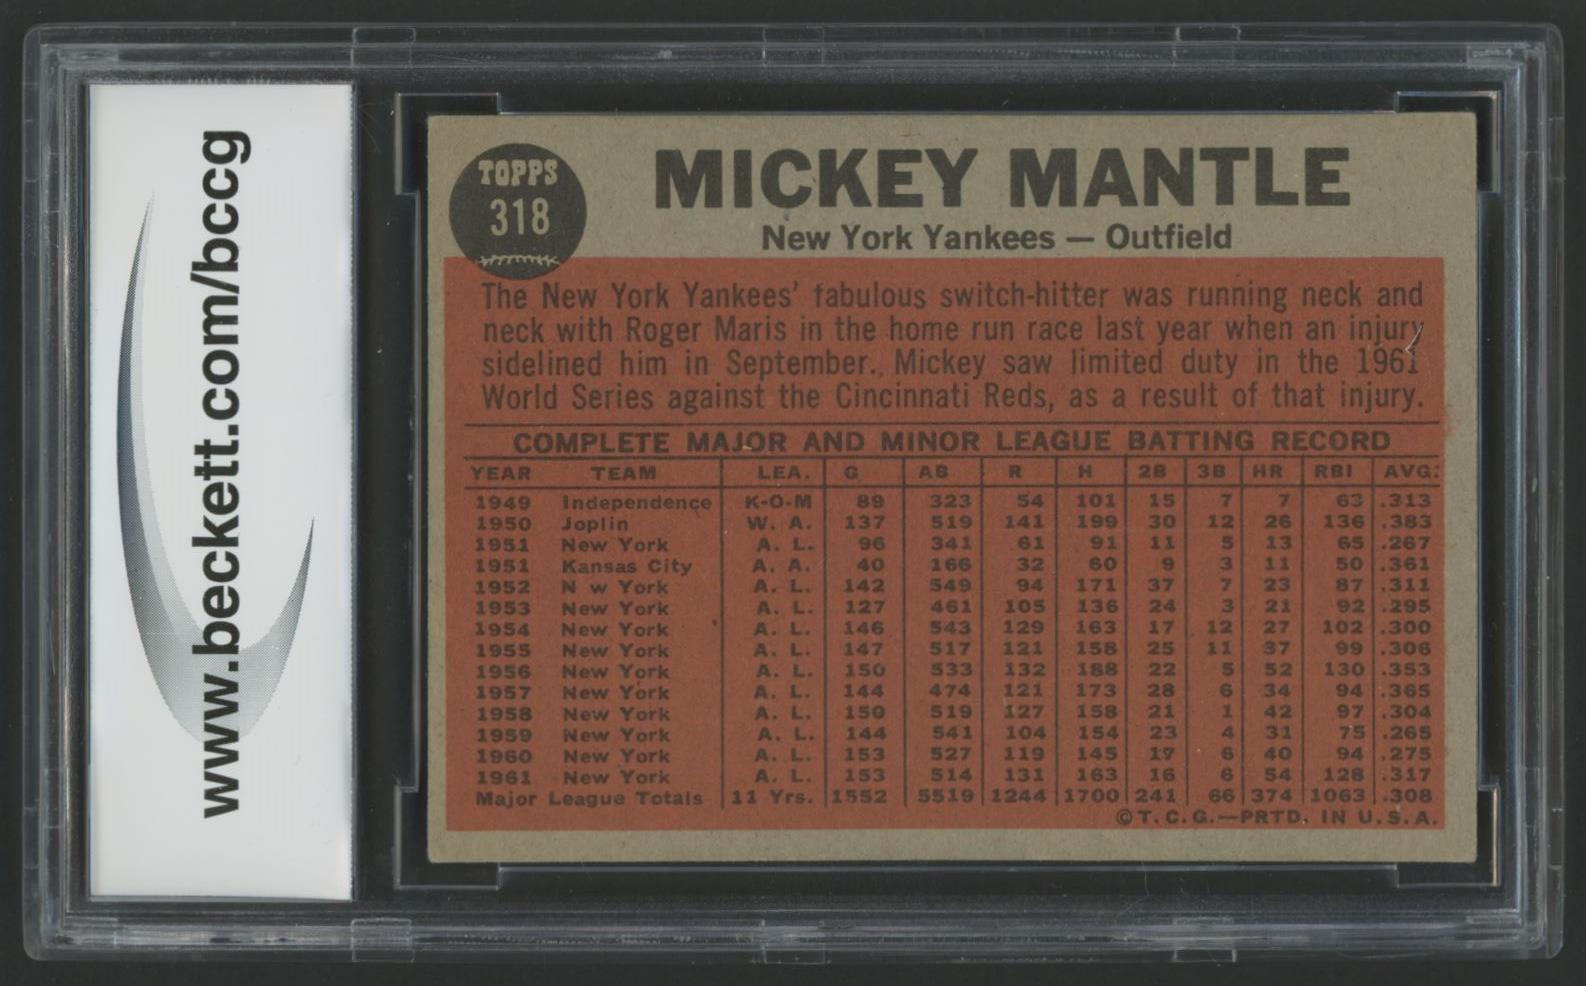 www.beckett.com/bccg
TOPPS
318
MICKEY MANTLE
New York Yankees — Outfield
The New York Yankees' fabulous switch-hitter was running neck and
neck with Roger Maris in the home run race last year when an injury
sidelined him in September. Mickey saw limited duty in the 1961
World Series against the Cincinnati Reds, as a result of that injury.
COMPLETE MAJOR AND MINOR LEAGUE BATTING RECORD
YEAR TEAM LEA. G AB R H 2B 3B HR RBI AVG.
1949 Independence K-O-M 89 323 54 101 15 7 7 63 .313
1950 Joplin W. A. 137 519 141 199 30 12 26 136 .383
1951 New York A. L. 96 341 61 91 11 5 13 65 .267
1951 Kansas City A. A. 40 166 32 60 9 3 11 50 .361
1952 N w York A. L. 142 549 94 171 37 7 23 87 .311
1953 New York A. L. 127 461 105 136 24 3 21 92 .295
1954 New York A. L. 146 543 129 163 17 12 27 102 .300
1955 New York A. L. 147 517 121 158 25 11 37 99 .306
1956 New York A. L. 150 533 132 188 22 5 52 130 .353
1957 New York A. L. 144 474 121 173 28 6 34 94 .365
1958 New York A. L. 150 519 127 158 21 1 42 97 .304
1959 New York A. L. 144 541 104 154 23 4 31 75 .265
1960 New York A. L. 153 527 119 145 17 6 40 94 .275
1961 New York A. L. 153 514 131 163 16 6 54 128 .317
Major League Totals 11 Yrs. 1552 5519 1244 1700 241 66 374 1063 .308
©T.C.G.—PRTD. IN U.S.A.